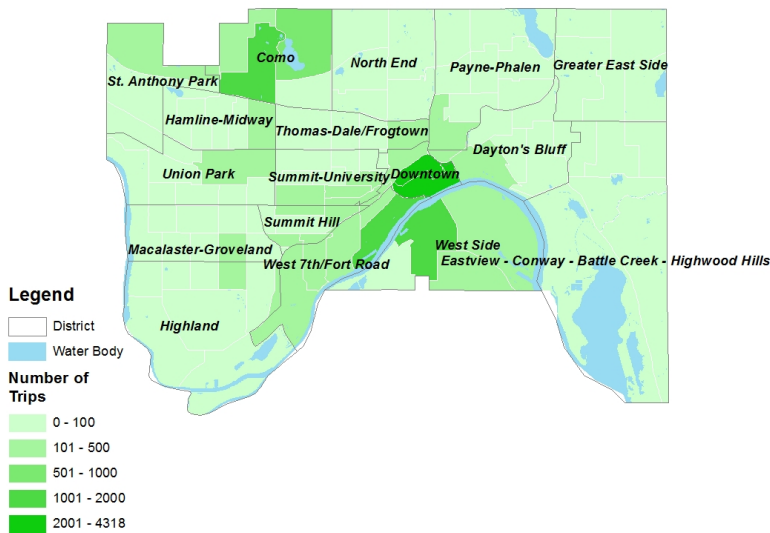 Como
North End
Payne-Phalen
Greater East Side
St. Anthony Park
Hamline-Midway
Thomas-Dale/Frogtown
Dayton's Bluff
Union Park
Summit-University
Downtown
Summit Hill
Macalaster-Groveland
West 7th/Fort Road
West Side
Eastview - Conway - Battle Creek - Highwood Hills
Highland
Legend
District
Water Body
Number of
Trips
0 - 100
101 - 500
501 - 1000
1001 - 2000
2001 - 4318